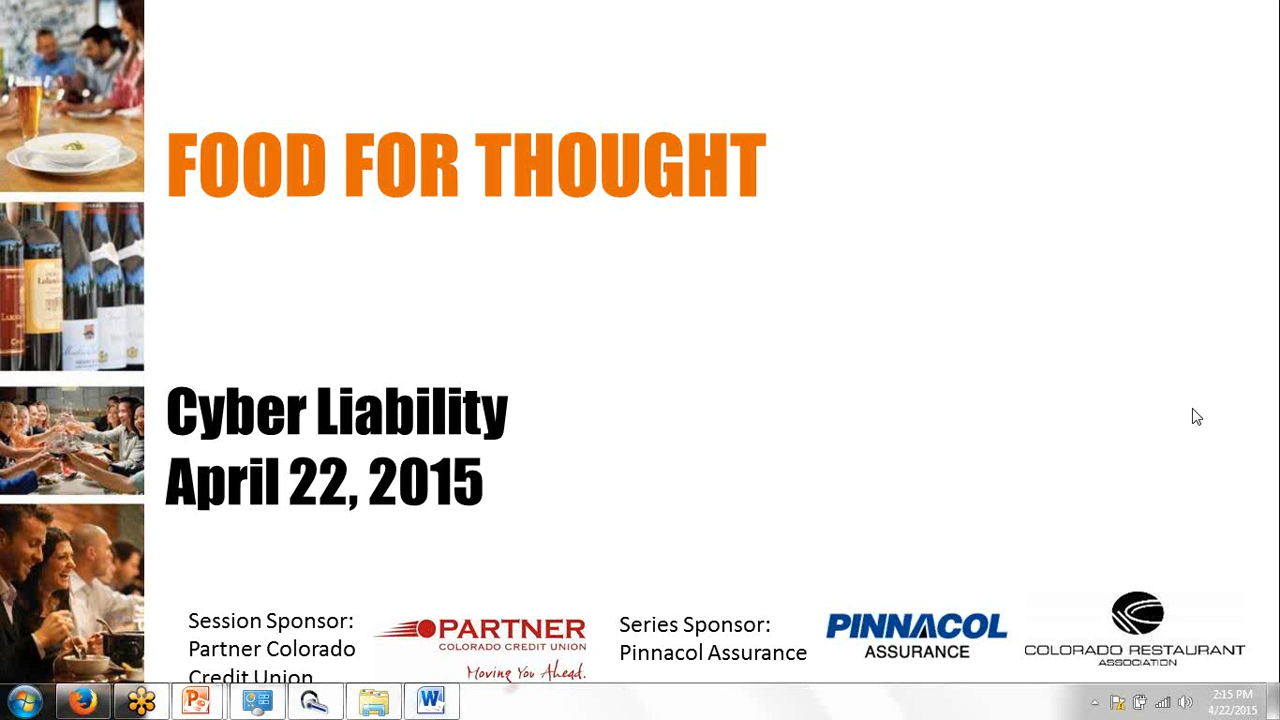 FOOD FOR THOUGHT
Cyber Liability
April 22, 2015
Session Sponsor:
Partner Colorado
Credit Union
PARTNER
COLORADO CREDIT UNION
Moving You Ahead.
Series Sponsor:
Pinnacol Assurance
PINNACOL
ASSURANCE
COLORADO RESTAURANT
ASSOCIATION
2:15 PM
4/22/2015